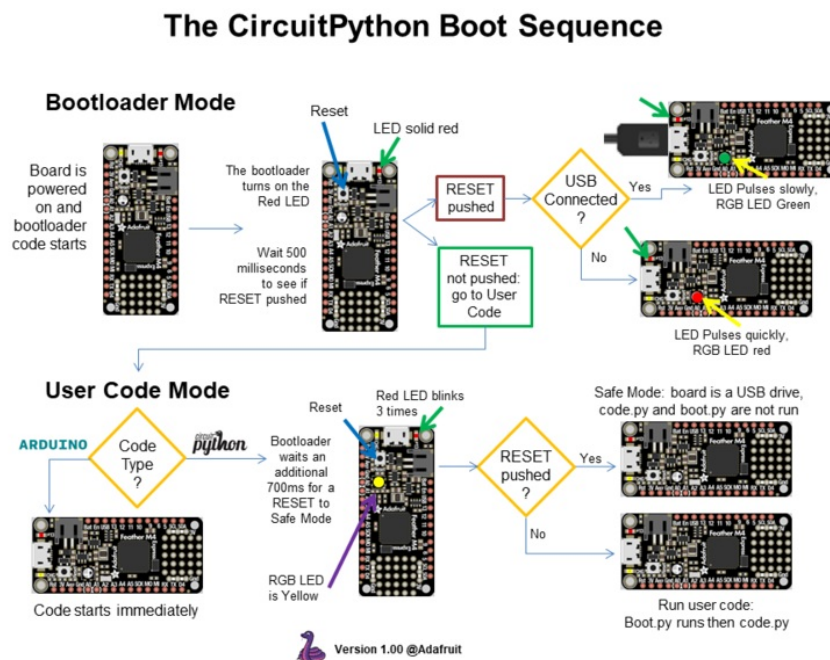 The CircuitPython Boot Sequence
Bootloader Mode
Board is
powered
on and
bootloader
code starts
The bootloader
turns on the
Red LED
Wait 500
milliseconds
to see if
RESET pushed
Reset
LED solid red
RESET
pushed
RESET
not pushed:
go to User
Code
USB
Connected
?
Yes
LED Pulses slowly,
RGB LED Green
No
LED Pulses quickly,
RGB LED red
User Code Mode
ARDUINO
Code
Type
?
circuit
python
Code starts immediately
Bootloader
waits an
additional
700ms for a
RESET to
Safe Mode
Reset
Red LED blinks
3 times
RGB LED
is Yellow
RESET
pushed
?
Yes
Safe Mode: board is a USB drive,
code.py and boot.py are not run
No
Run user code:
Boot.py runs then code.py
Version 1.00 @Adafruit
Adafruit
Feather M4
Express